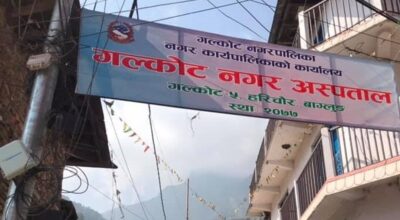 गल्कोट नगरपालिका
नगर कार्यपालिकाको कार्यालय
गल्कोट नगर अस्पताल
गल्कोट ५, हरिचौर, बाग्लुङ
स्था २०७७